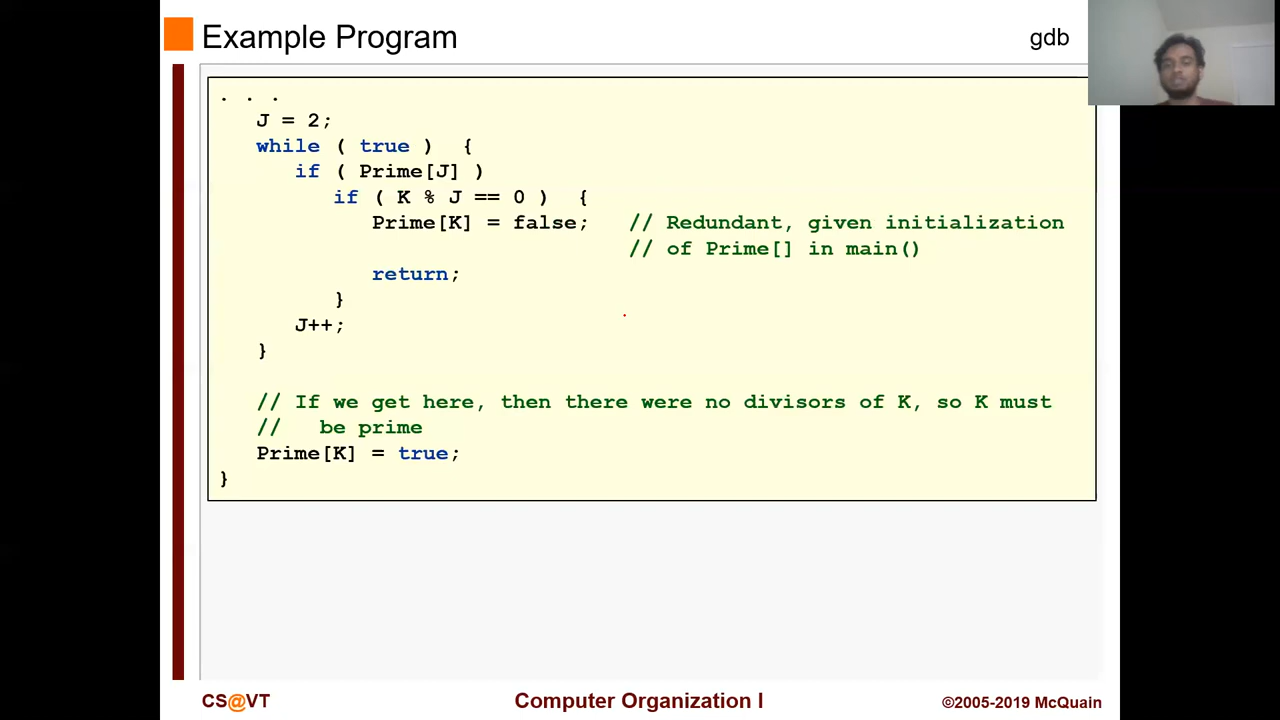 Example Program
gdb
. . .
J = 2;
while ( true ) {
if ( Prime[J] )
if ( K % J == 0 ) {
Prime[K] = false; // Redundant, given initialization
// of Prime[] in main()
return;
}
J++;
}
// If we get here, then there were no divisors of K, so K must
// be prime
Prime[K] = true;
}
CS@VT
Computer Organization I
©2005-2019 McQuain